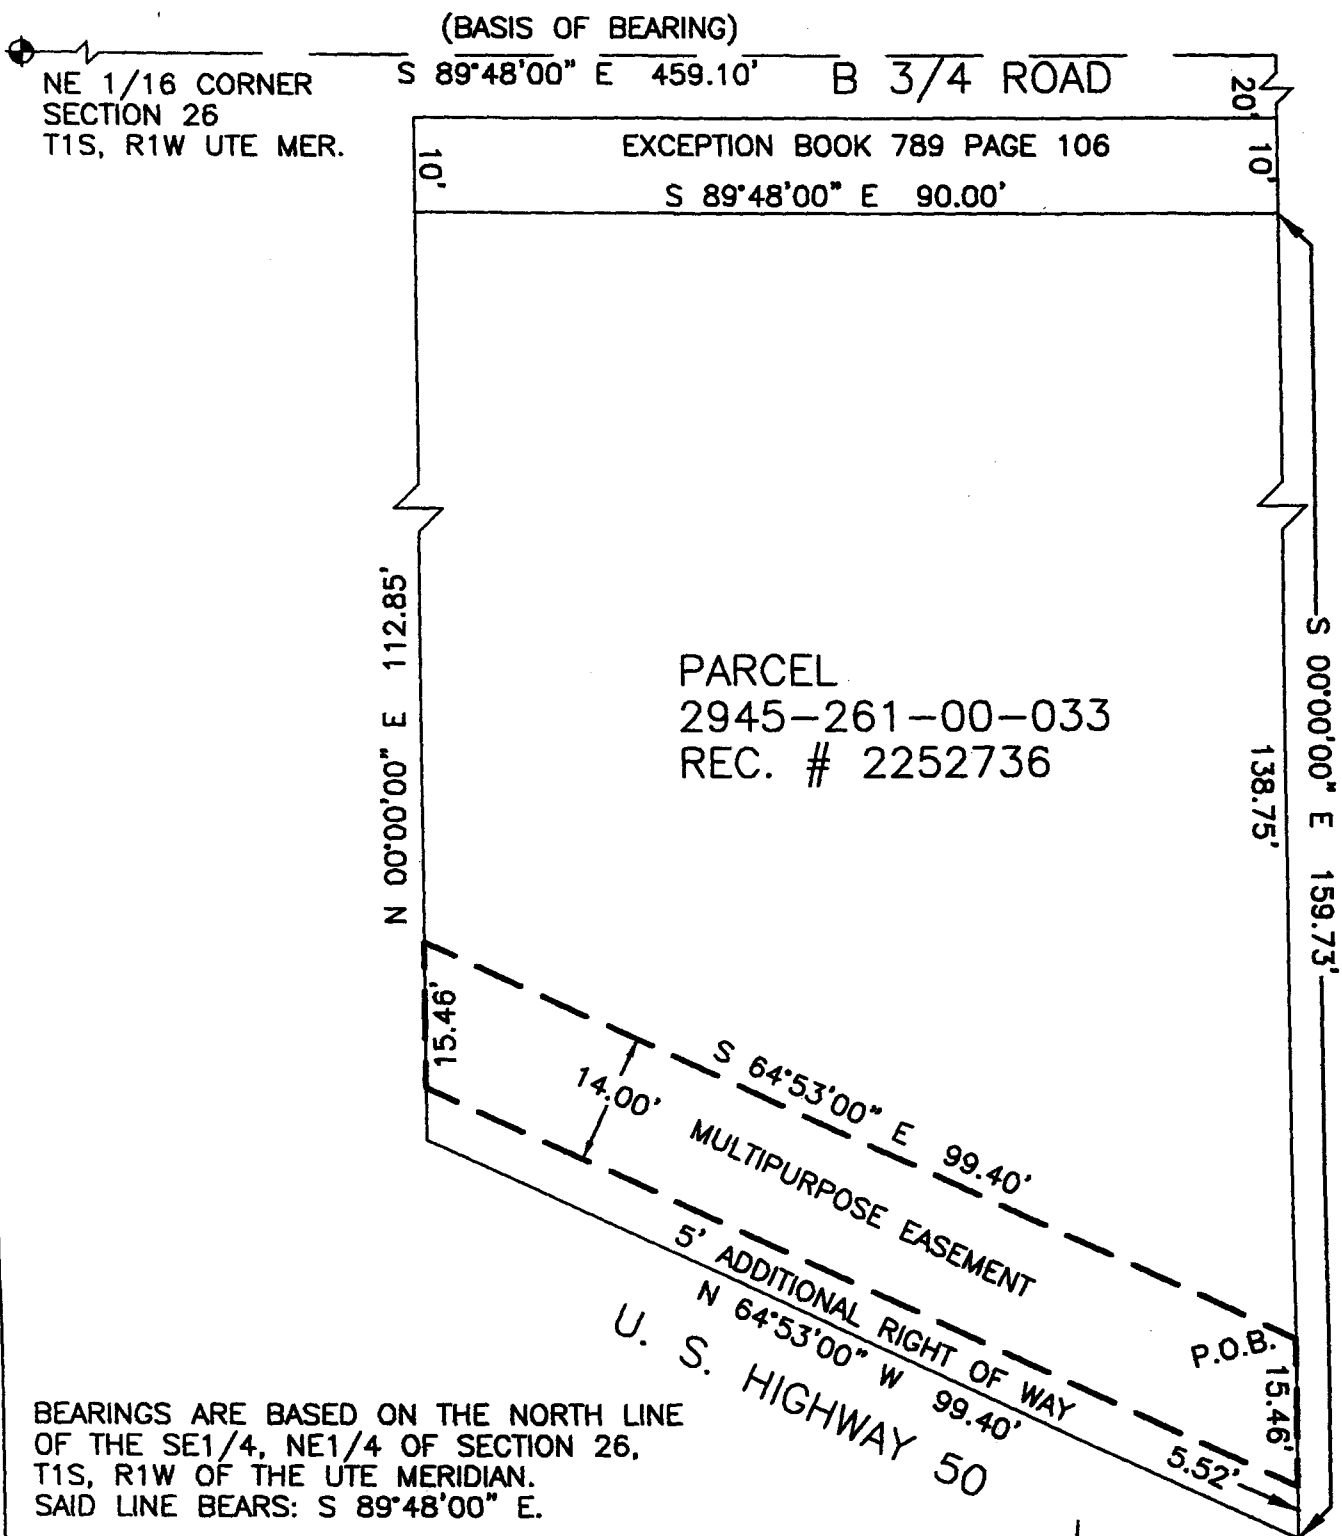 (BASIS OF BEARING)
S 89°48'00" E 459.10'
B 3/4 ROAD
NE 1/16 CORNER
SECTION 26
T1S, R1W UTE MER.
20'
10'
EXCEPTION BOOK 789 PAGE 106
10'
S 89°48'00" E 90.00'
N 00°00'00" E 112.85'
PARCEL
2945-261-00-033
REC. # 2252736
138.75'
S 00°00'00" E 159.73'
15.46'
14.00'
S 64°53'00" E 99.40'
MULTIPURPOSE EASEMENT
5' ADDITIONAL RIGHT OF WAY
N 64°53'00" W 99.40'
U. S. HIGHWAY 50
P.O.B.
15.46'
5.52'
BEARINGS ARE BASED ON THE NORTH LINE
OF THE SE1/4, NE1/4 OF SECTION 26,
T1S, R1W OF THE UTE MERIDIAN.
SAID LINE BEARS: S 89°48'00" E.